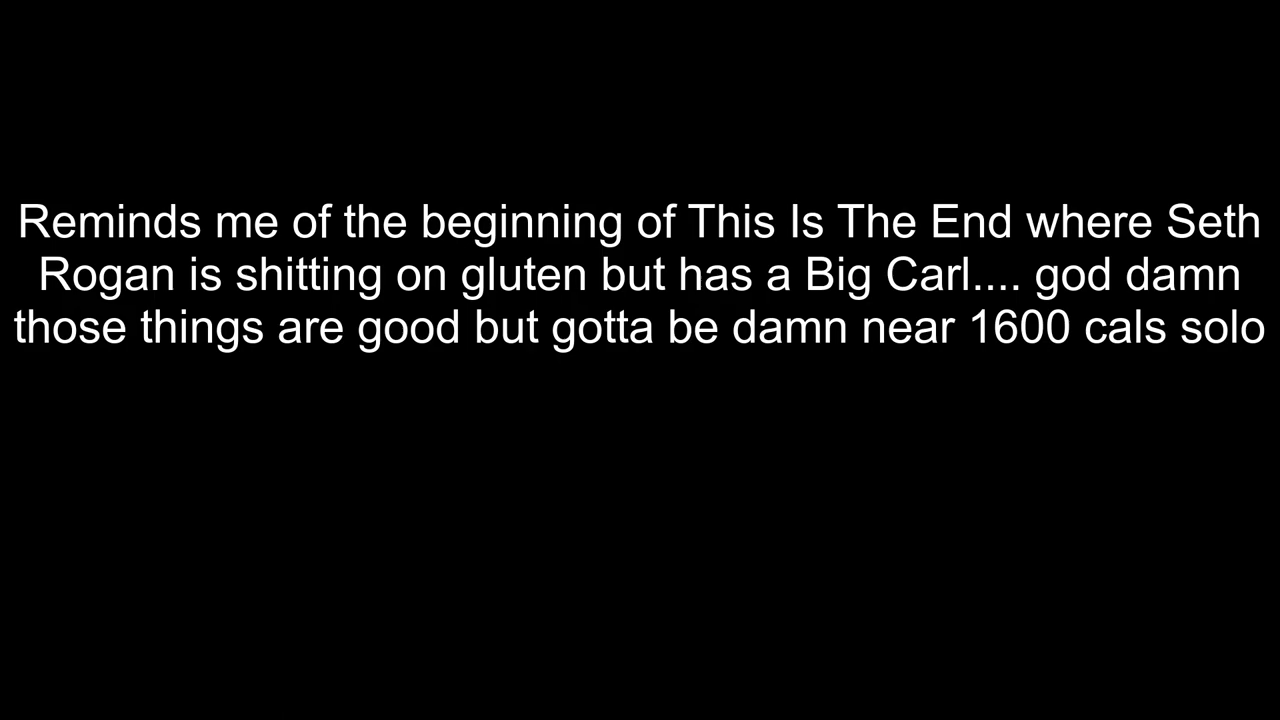 Reminds me of the beginning of This Is The End where Seth
Rogan is shitting on gluten but has a Big Carl.... god damn
those things are good but gotta be damn near 1600 cals solo